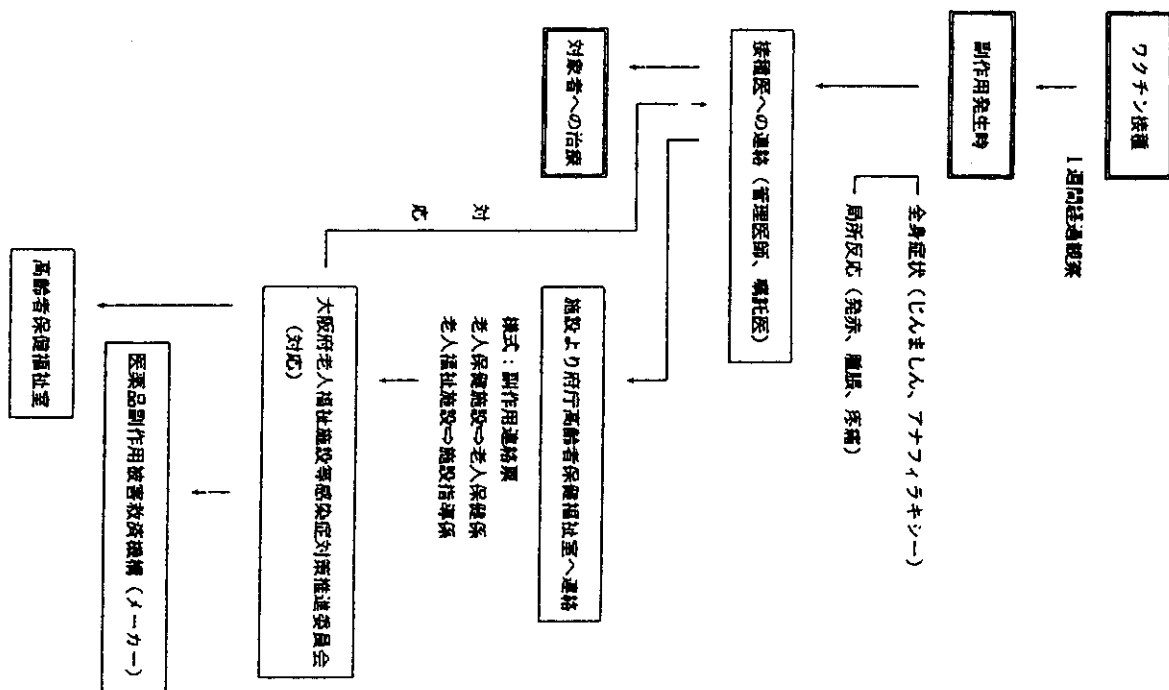 ワクチン接種
1週間経過観察
副作用発生時
全身症状（じんましん、アナフィラキシー）
局所反応（発赤、腫脹、疼痛）
接種医への連絡（管理医師、嘱託医）
対象者への治療
対応
施設より府庁高齢者保健福祉室へ連絡
様式：副作用連絡票
老人保健施設⇒老人保健係
老人福祉施設⇒施設指導係
大阪府老人福祉施設等感染症対策推進委員会
（対応）
医薬品副作用被害救済機構（メーカー）
高齢者保健福祉室